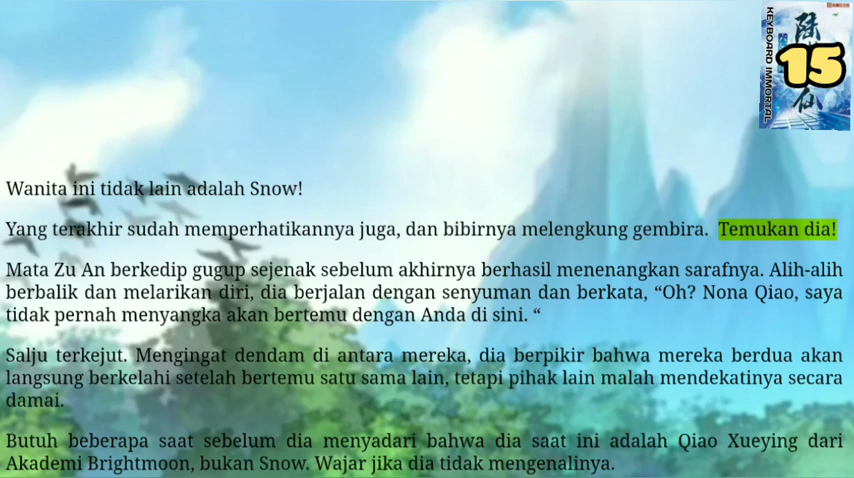 KEYBOARD IMMORTAL
15
Wanita ini tidak lain adalah Snow!
Yang terakhir sudah memperhatikannya juga, dan bibirnya melengkung gembira. Temukan dia!
Mata Zu An berkedip gugup sejenak sebelum akhirnya berhasil menenangkan sarafnya. Alih-alih
berbalik dan melarikan diri, dia berjalan dengan senyuman dan berkata, “Oh? Nona Qiao, saya
tidak pernah menyangka akan bertemu dengan Anda di sini. “
Salju terkejut. Mengingat dendam di antara mereka, dia berpikir bahwa mereka berdua akan
langsung berkelahi setelah bertemu satu sama lain, tetapi pihak lain malah mendekatinya secara
damai.
Butuh beberapa saat sebelum dia menyadari bahwa dia saat ini adalah Qiao Xueying dari
Akademi Brightmoon, bukan Snow. Wajar jika dia tidak mengenalinya.